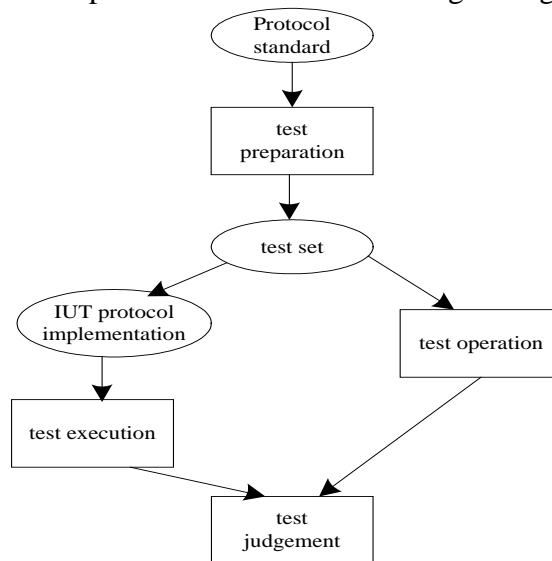 Protocol
standard
test
preparation
test set
IUT protocol
implementation
test operation
test execution
test
judgement